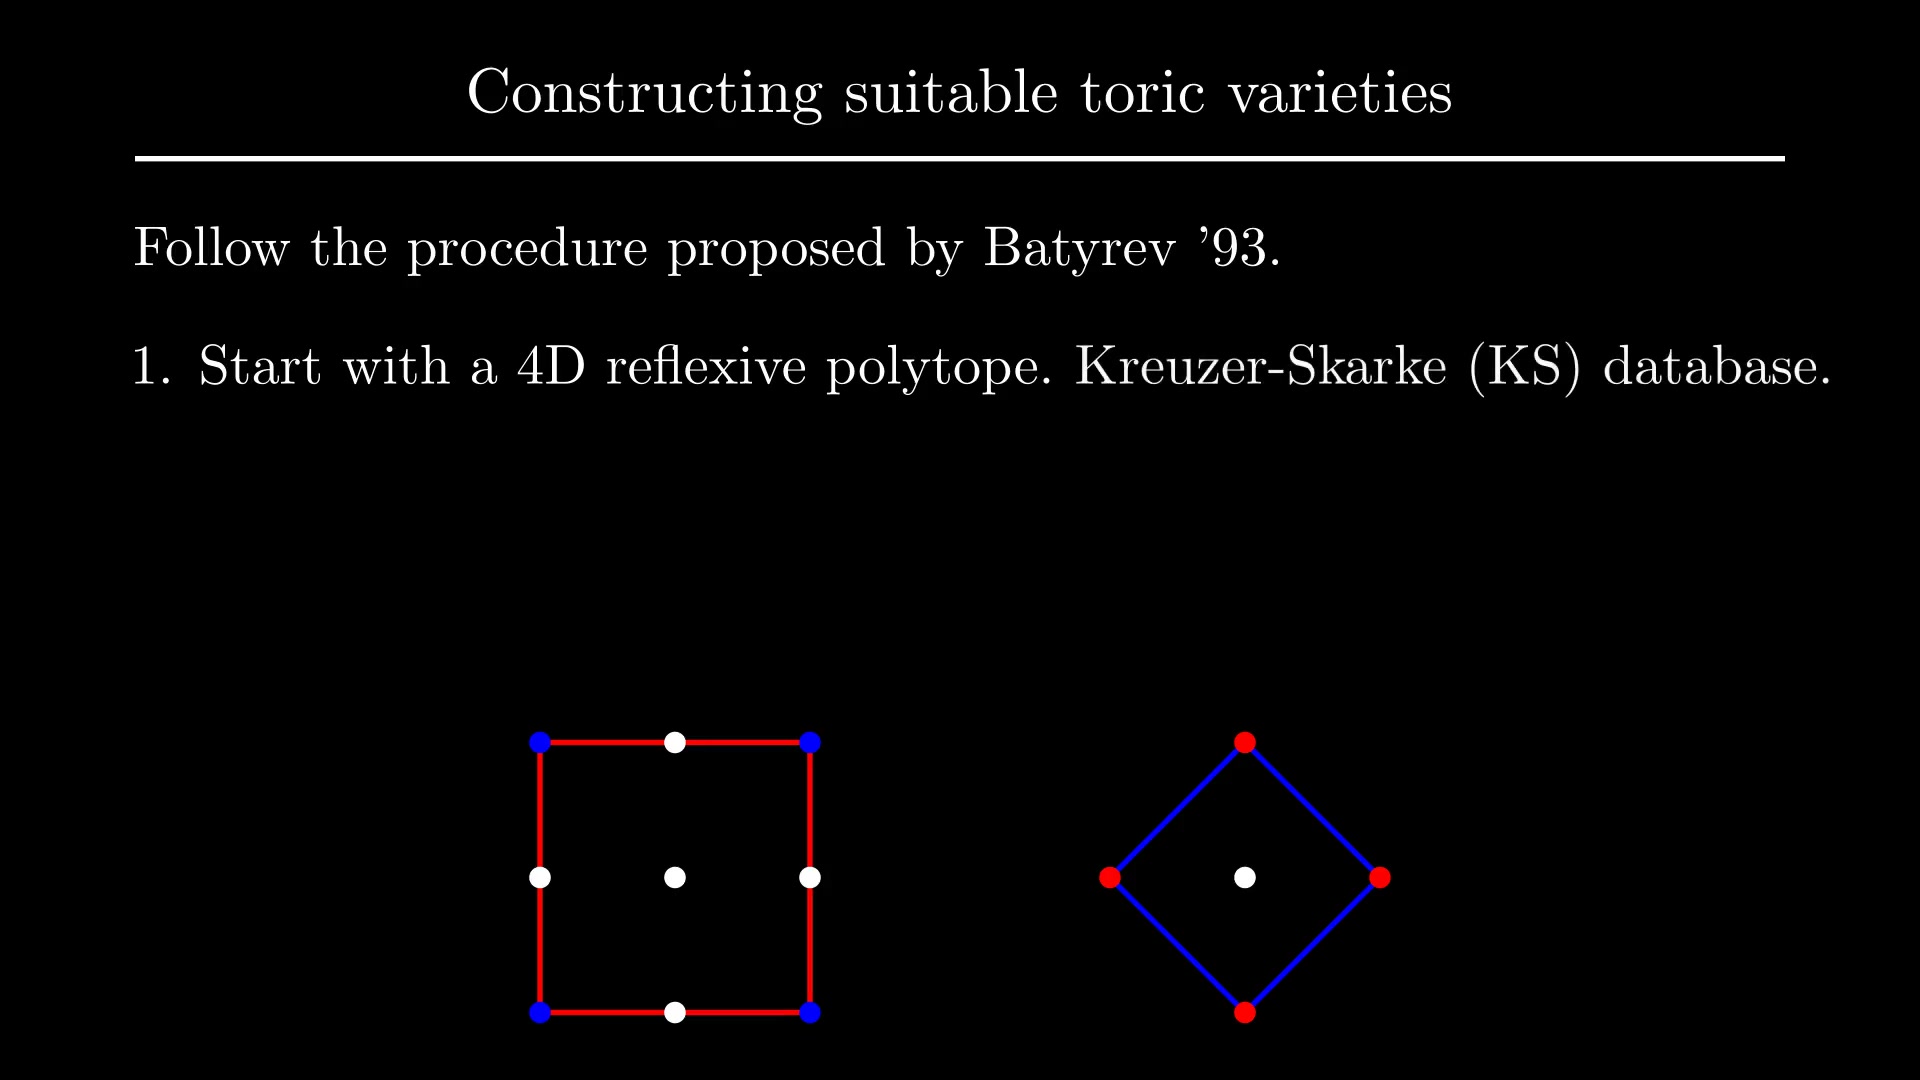 Constructing suitable toric varieties
Follow the procedure proposed by Batyrev ’93.
1. Start with a 4D reflexive polytope. Kreuzer-Skarke (KS) database.